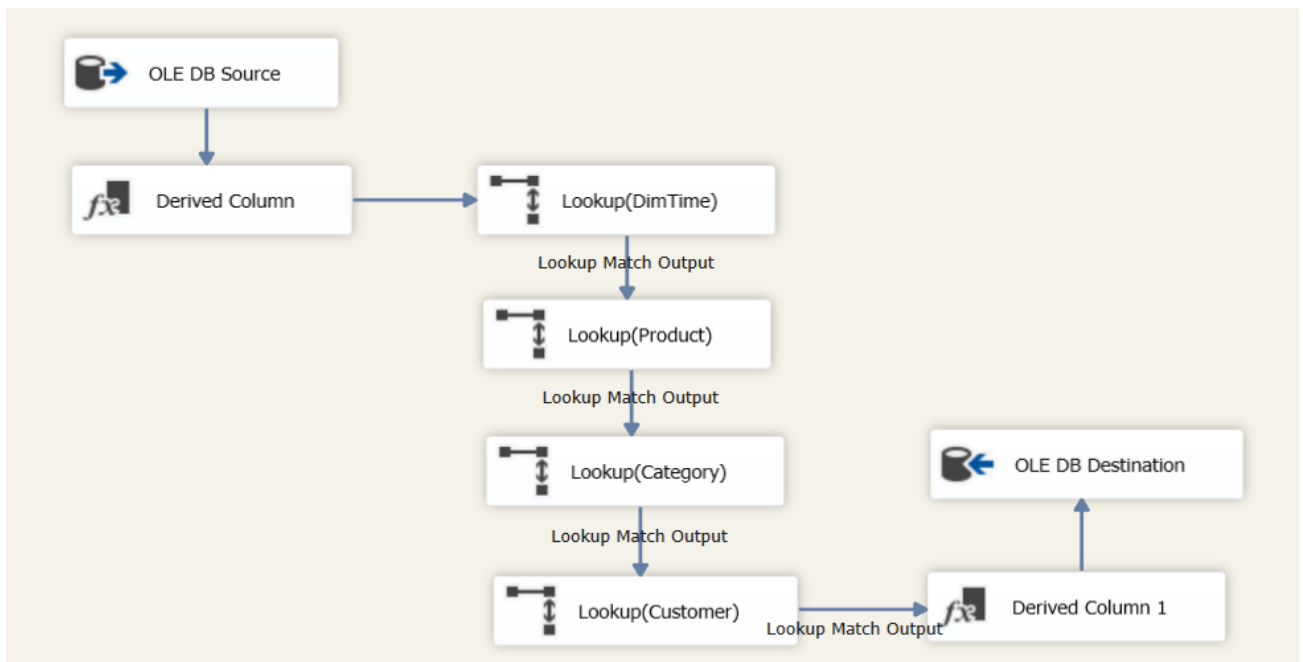 OLE DB Source
Derived Column
Lookup(DimTime)
Lookup Match Output
Lookup(Product)
Lookup Match Output
Lookup(Category)
Lookup Match Output
Lookup(Customer)
Lookup Match Output
Derived Column 1
OLE DB Destination